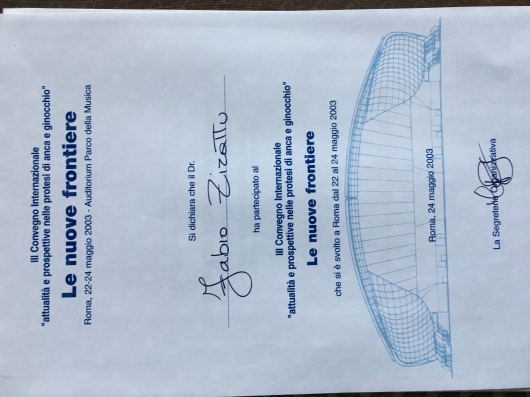 III Convegno Internazionale
"attualità e prospettive nelle protesi di anca e ginocchio"
Le nuove frontiere
Roma, 22-24 maggio 2003 - Auditorium Parco della Musica
Si dichiara che il Dr.
Fabio Zizattu
ha partecipato al
III Convegno Internazionale
"attualità e prospettive nelle protesi di anca e ginocchio"
Le nuove frontiere
che si è svolto a Roma dal 22 al 24 maggio 2003
Roma, 24 maggio 2003
La Segreteria Organizzativa